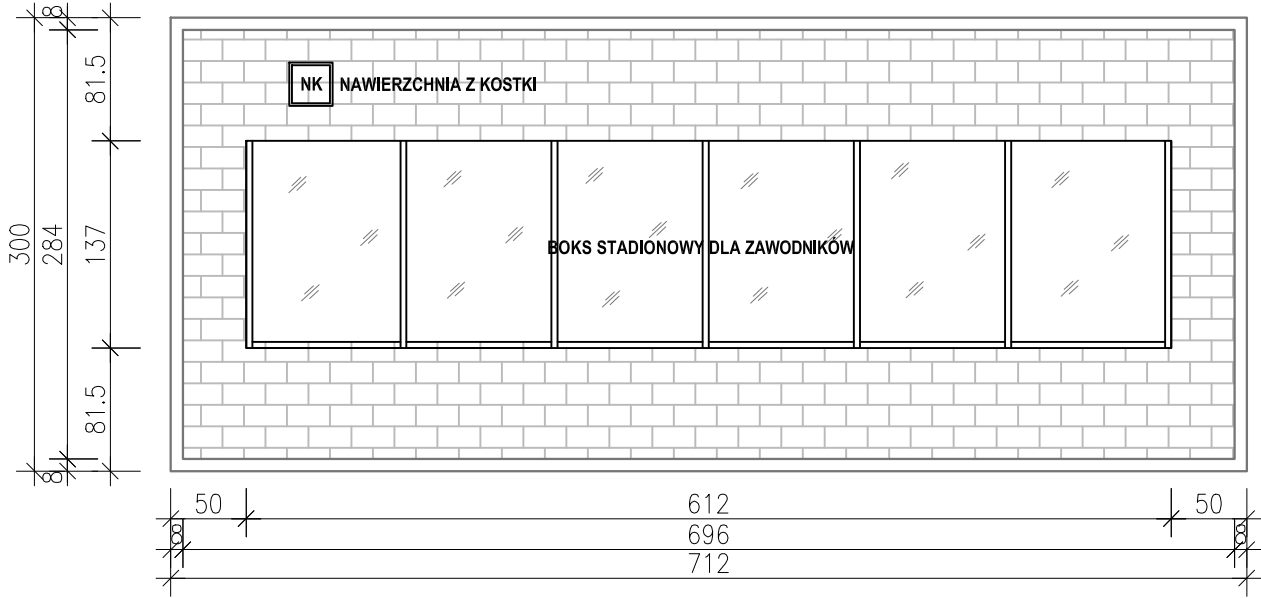 8
81.5
NK NAWIERZCHNIA Z KOSTKI
300
284
137
BOKS STADIONOWY DLA ZAWODNIKÓW
81.5
8
50 612 50
8 696 8
712